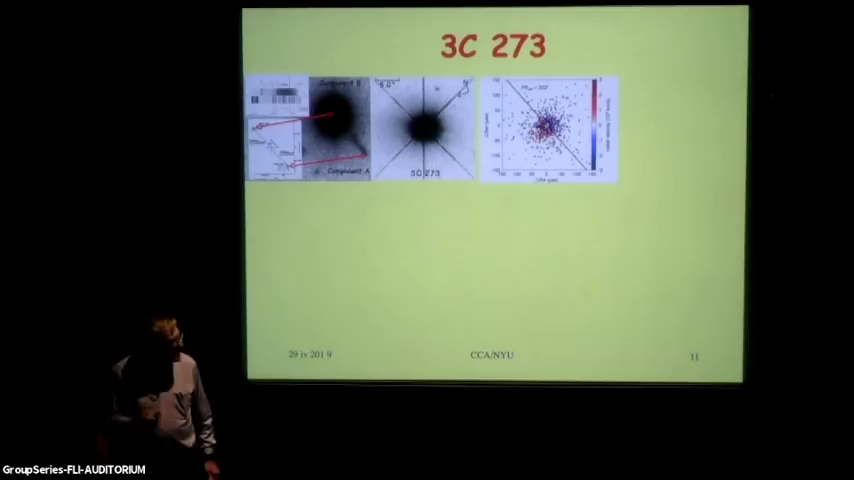 3C 273
Component B
Component A
3C 273
29 iv 2019
CCA/NYU
11
GroupSeries-FLI-AUDITORIUM